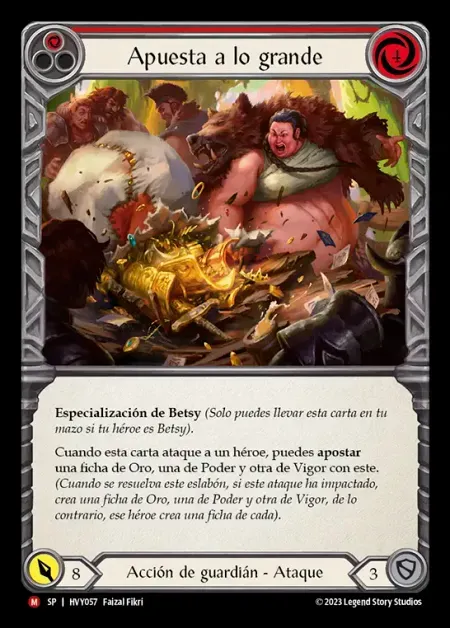 Apuesta a lo grande
Especialización de Betsy (Solo puedes llevar esta carta en tu
mazo si tu héroe es Betsy).
Cuando esta carta ataque a un héroe, puedes apostar
una ficha de Oro, una de Poder y otra de Vigor con este.
(Cuando se resuelva este eslabón, si este ataque ha impactado,
crea una ficha de Oro, una de Poder y otra de Vigor, de lo
contrario, ese héroe crea una ficha de cada).
8
Acción de guardián - Ataque
3
M SP | HVY057 Faizal Fikri
© 2023 Legend Story Studios